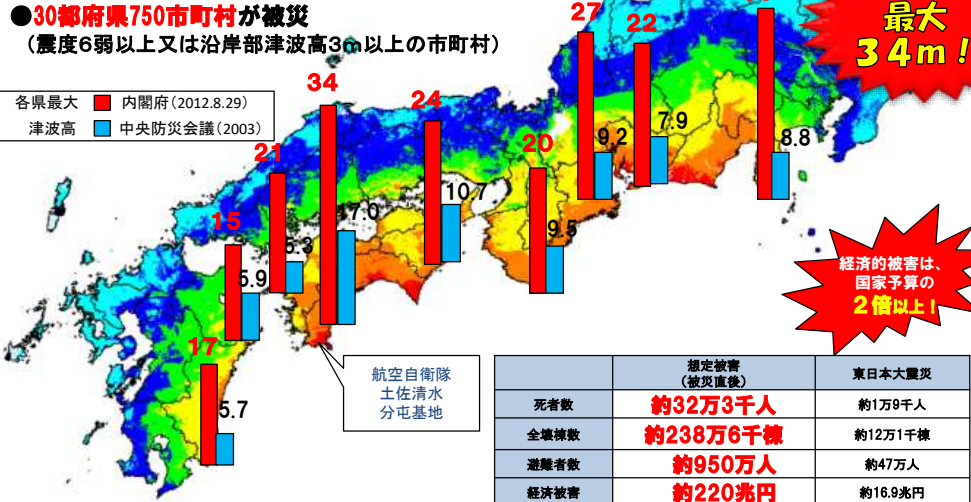 ●30都府県750市町村が被災
(震度6弱以上又は沿岸部津波高3m以上の市町村)
各県最大 内閣府(2012.8.29)
津波高 中央防災会議(2003)
最大
34m!
27
22
34
24
20
21
15
17
9.2
7.9
8.8
10.7
9.5
17.0
5.3
5.9
5.7
経済的被害は、
国家予算の
2倍以上!
航空自衛隊
土佐清水
分屯基地
想定被害
(被災直後) 東日本大震災
死者数 約32万3千人 約1万9千人
全壊棟数 約238万6千棟 約12万1千棟
避難者数 約950万人 約47万人
経済被害 約220兆円 約16.9兆円